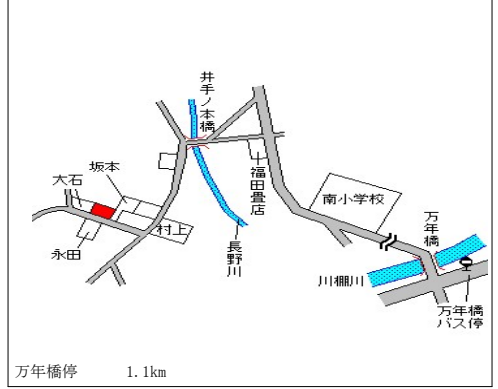 井手ノ本橋
坂本
大石
福田畳店
南小学校
万年橋
村上
永田
長野川
川棚川
万年橋
バス停
万年橋停 1.1km